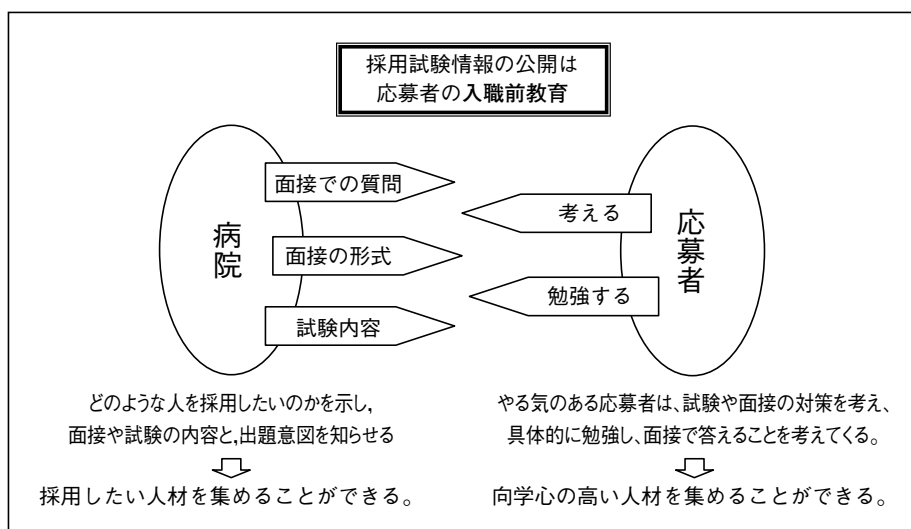 採用試験情報の公開は
応募者の入職前教育
病院
面接での質問
面接の形式
試験内容
考える
勉強する
応募者
どのような人を採用したいのかを示し,
面接や試験の内容と,出題意図を知らせる
採用したい人材を集めることができる。
やる気のある応募者は、試験や面接の対策を考え、
具体的に勉強し、面接で答えることを考えてくる。
向学心の高い人材を集めることができる。